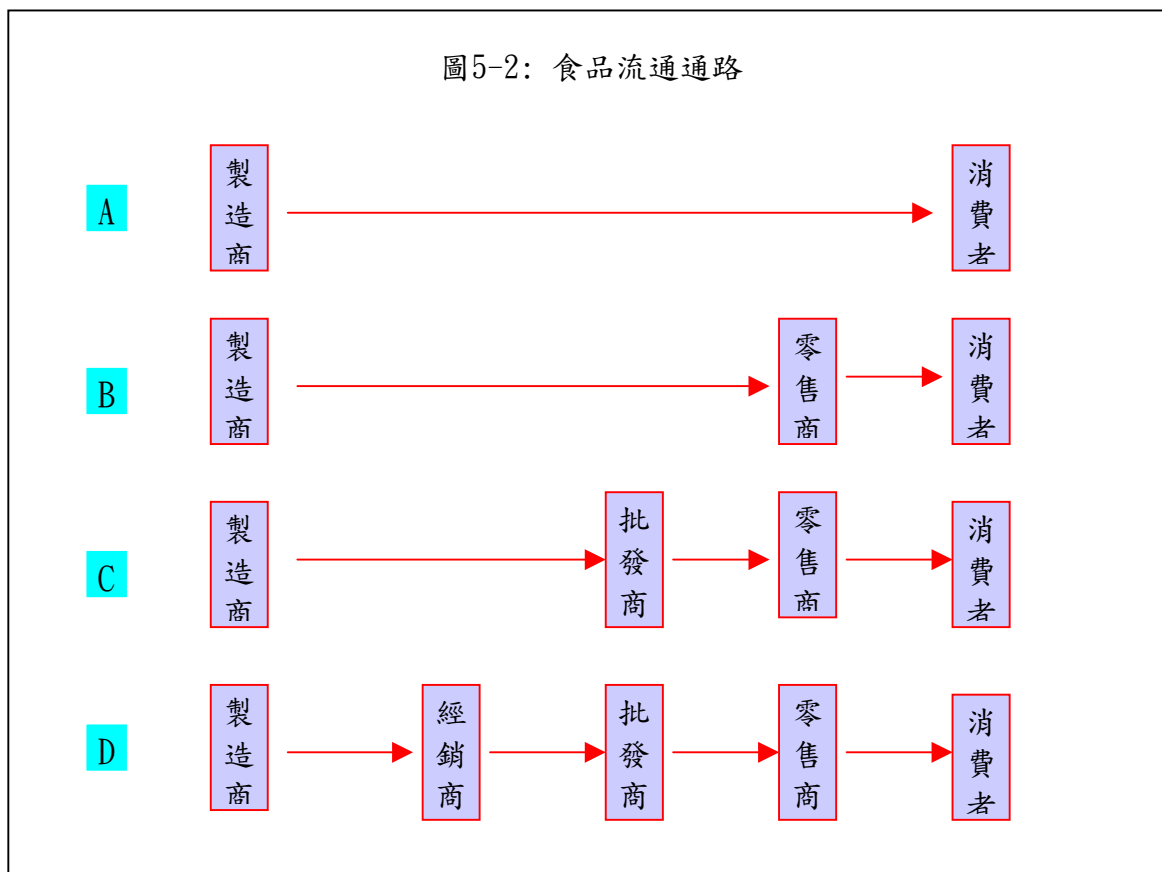 圖5-2: 食品流通通路
A
製造商
消費者
B
製造商
零售商
消費者
C
製造商
批發商
零售商
消費者
D
製造商
經銷商
批發商
零售商
消費者